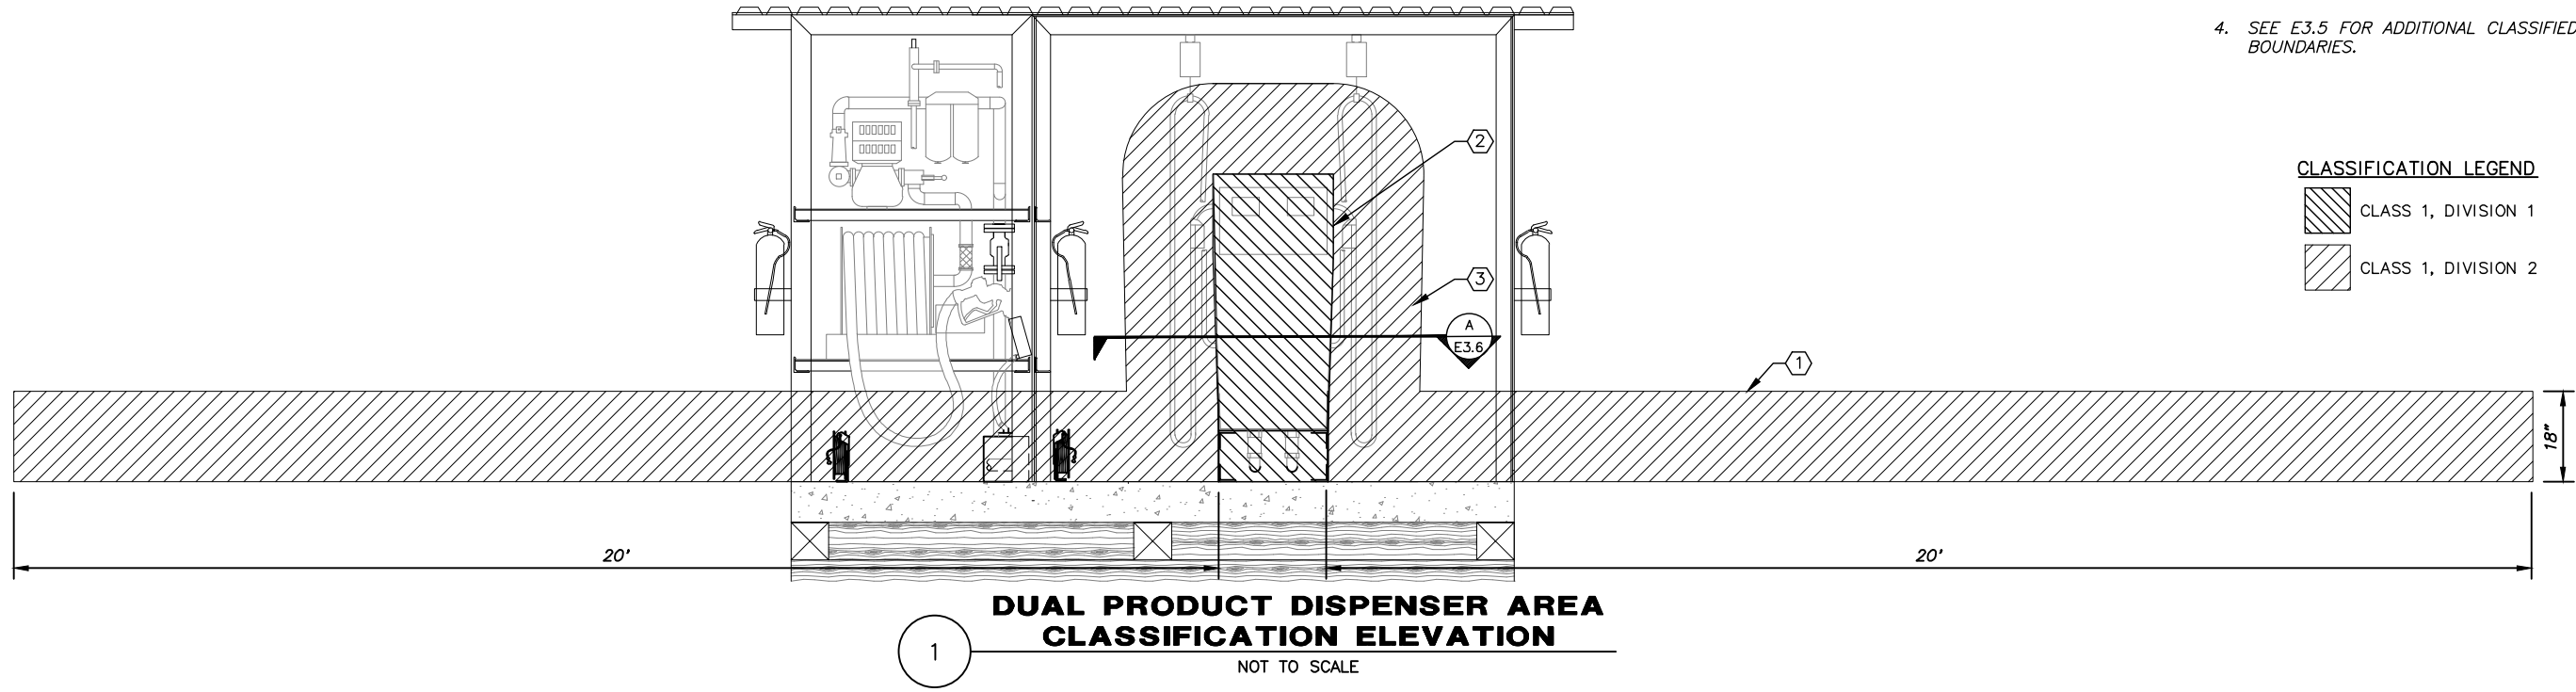 4. SEE E3.5 FOR ADDITIONAL CLASSIFIED
BOUNDARIES.
CLASSIFICATION LEGEND
CLASS 1, DIVISION 1
CLASS 1, DIVISION 2
2
3
A
E3.6
1
18"
20'
20'
DUAL PRODUCT DISPENSER AREA
CLASSIFICATION ELEVATION
1
NOT TO SCALE